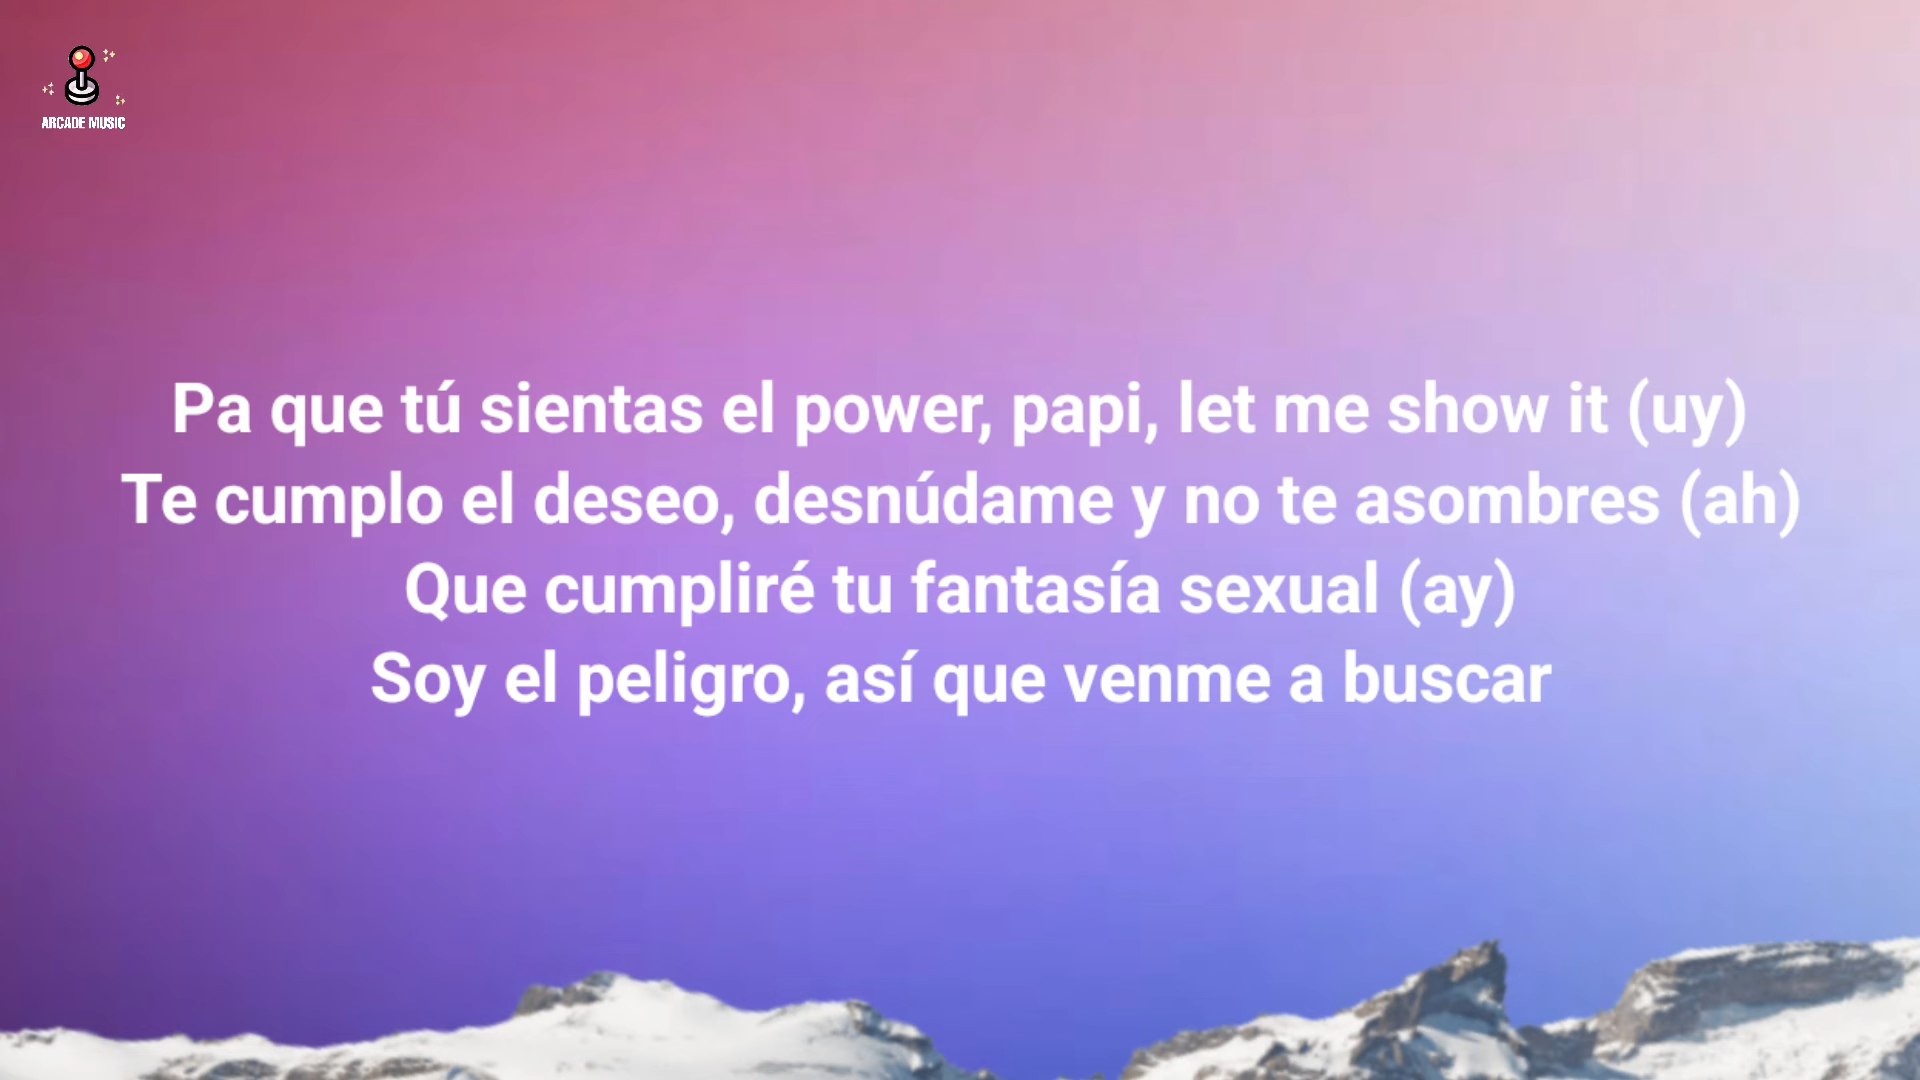 ARCADE MUSIC
Pa que tú sientas el power, papi, let me show it (uy)
Te cumplo el deseo, desnúdame y no te asombres (ah)
Que cumpliré tu fantasía sexual (ay)
Soy el peligro, así que venme a buscar